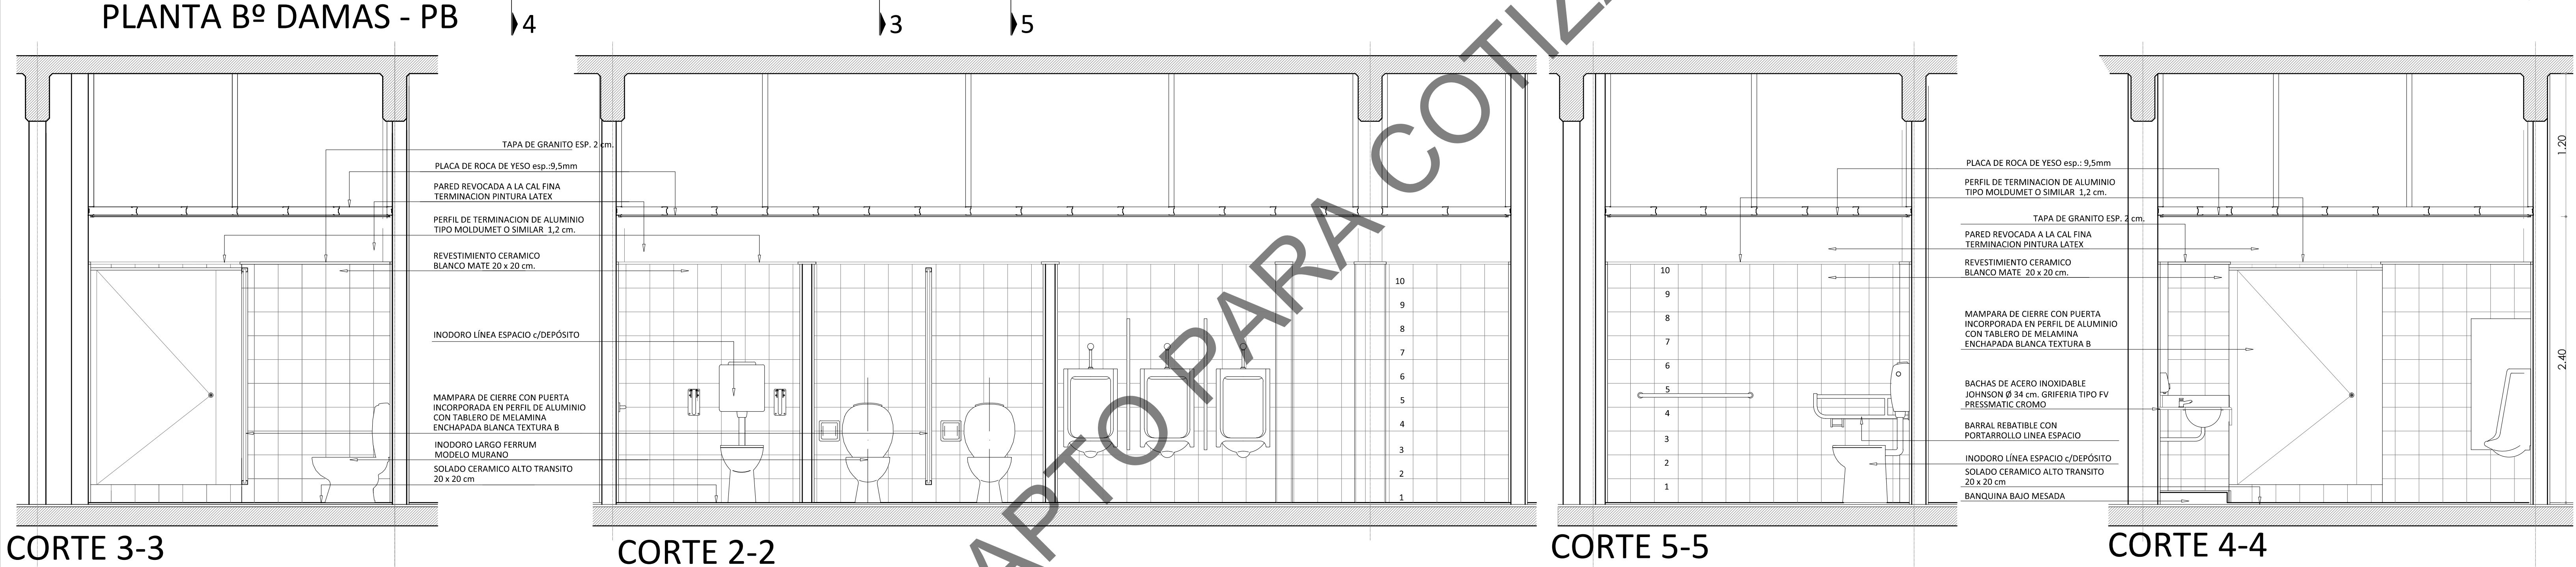 PLANTA Bº DAMAS - PB
4
3
5
TAPA DE GRANITO ESP. 2 cm.
PLACA DE ROCA DE YESO esp.:9,5mm
PARED REVOCADA A LA CAL FINA
TERMINACION PINTURA LATEX
PERFIL DE TERMINACION DE ALUMINIO
TIPO MOLDUMET O SIMILAR 1,2 cm.
REVESTIMIENTO CERAMICO
BLANCO MATE 20 x 20 cm.
INODORO LÍNEA ESPACIO c/DEPÓSITO
MAMPARA DE CIERRE CON PUERTA
INCORPORADA EN PERFIL DE ALUMINIO
CON TABLERO DE MELAMINA
ENCHAPADA BLANCA TEXTURA B
INODORO LARGO FERRUM
MODELO MURANO
SOLADO CERAMICO ALTO TRANSITO
20 x 20 cm
10
9
8
7
6
5
4
3
2
1
10
9
8
7
6
5
4
3
2
1
PLACA DE ROCA DE YESO esp.: 9,5mm
PERFIL DE TERMINACION DE ALUMINIO
TIPO MOLDUMET O SIMILAR 1,2 cm.
TAPA DE GRANITO ESP. 2 cm.
PARED REVOCADA A LA CAL FINA
TERMINACION PINTURA LATEX
REVESTIMIENTO CERAMICO
BLANCO MATE 20 x 20 cm.
MAMPARA DE CIERRE CON PUERTA
INCORPORADA EN PERFIL DE ALUMINIO
CON TABLERO DE MELAMINA
ENCHAPADA BLANCA TEXTURA B
BACHAS DE ACERO INOXIDABLE
JOHNSON Ø 34 cm. GRIFERIA TIPO FV
PRESSMATIC CROMO
BARRAL REBATIBLE CON
PORTARROLLO LINEA ESPACIO
INODORO LÍNEA ESPACIO c/DEPÓSITO
SOLADO CERAMICO ALTO TRANSITO
20 x 20 cm
BANQUINA BAJO MESADA
1.20
2.40
APTO PARA COTIZ
CORTE 3-3
CORTE 2-2
CORTE 5-5
CORTE 4-4